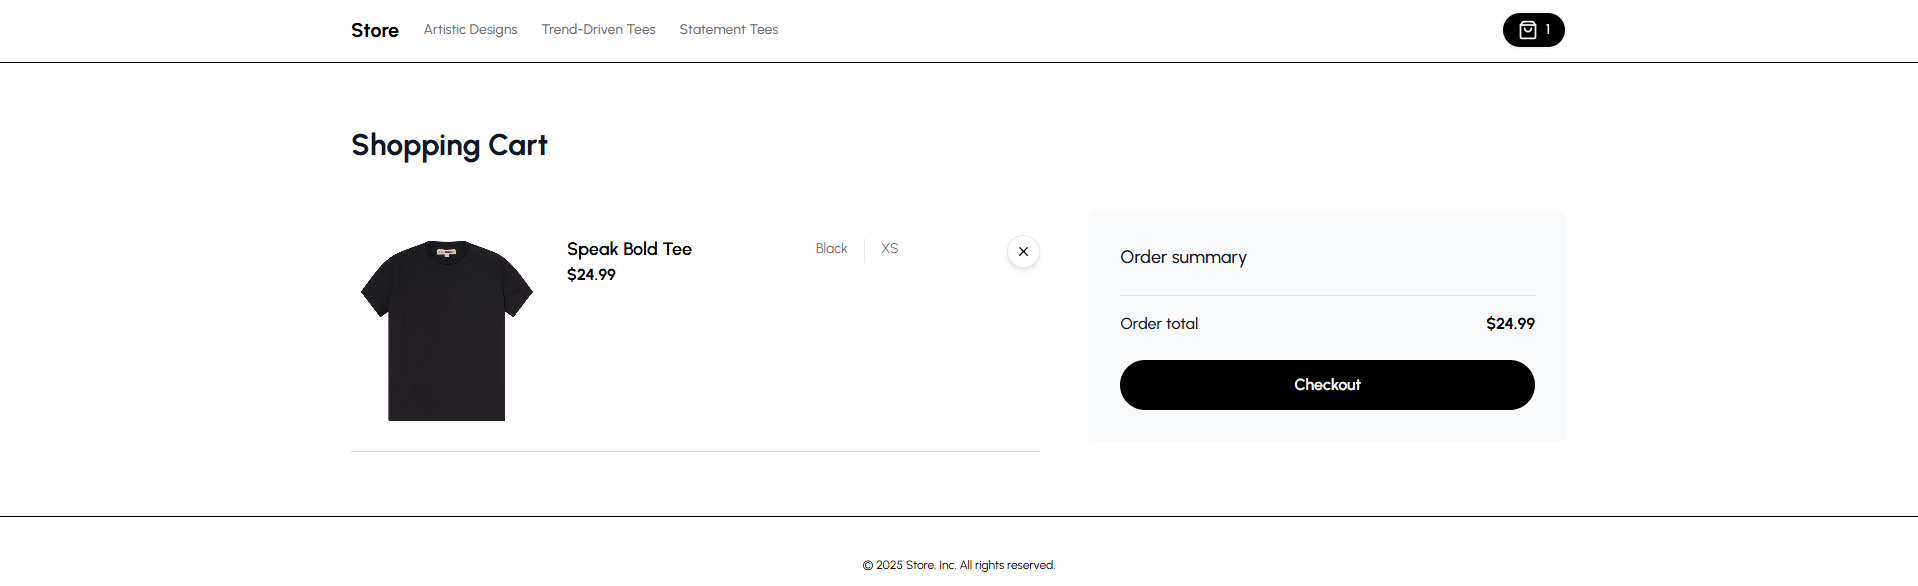 Store Artistic Designs Trend-Driven Tees Statement Tees 1
Shopping Cart
Speak Bold Tee Black XS
$24.99
Order summary
Order total $24.99
Checkout
© 2025 Store, Inc. All rights reserved.